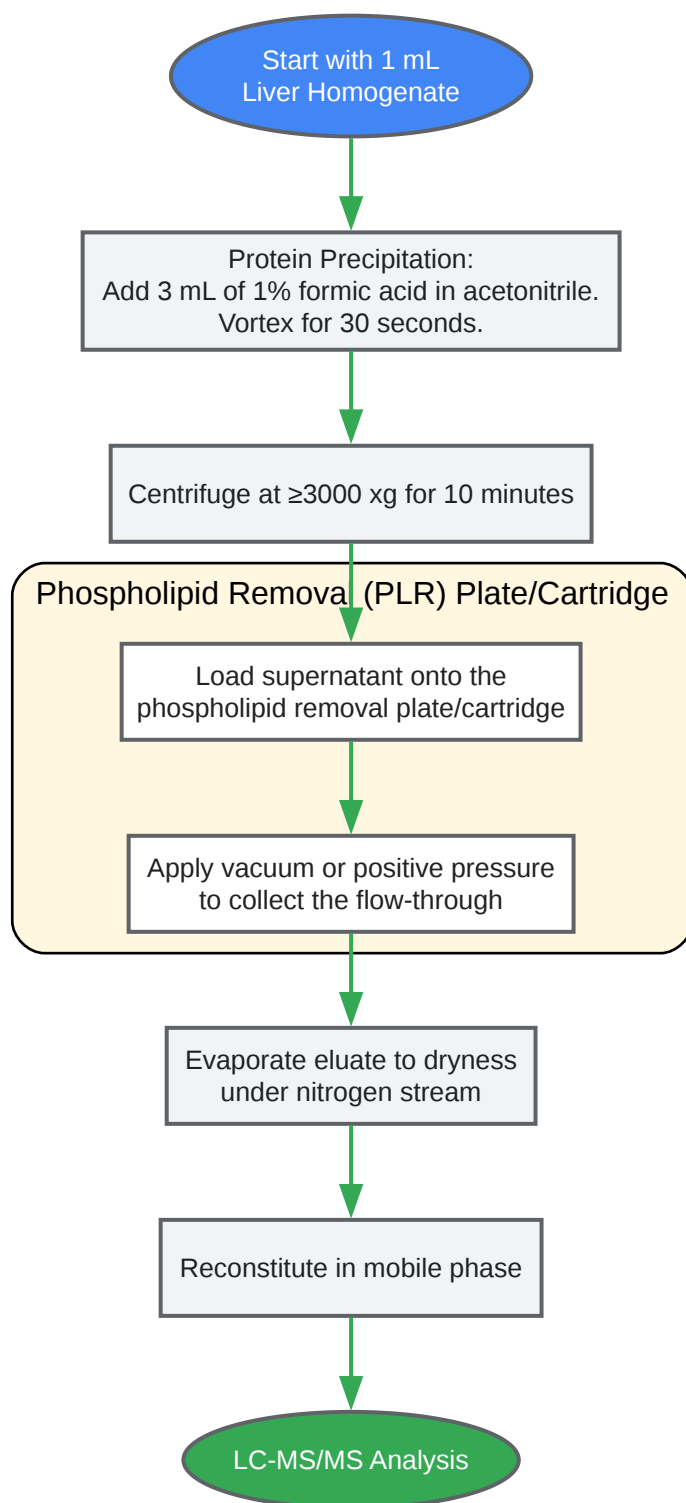 Start with 1 mL
Liver Homogenate
Protein Precipitation:
Add 3 mL of 1% formic acid in acetonitrile.
Vortex for 30 seconds.
Centrifuge at ≥3000 xg for 10 minutes
Phospholipid Removal (PLR) Plate/Cartridge
Load supernatant onto the
phospholipid removal plate/cartridge
Apply vacuum or positive pressure
to collect the flow-through
Evaporate eluate to dryness
under nitrogen stream
Reconstitute in mobile phase
LC-MS/MS Analysis